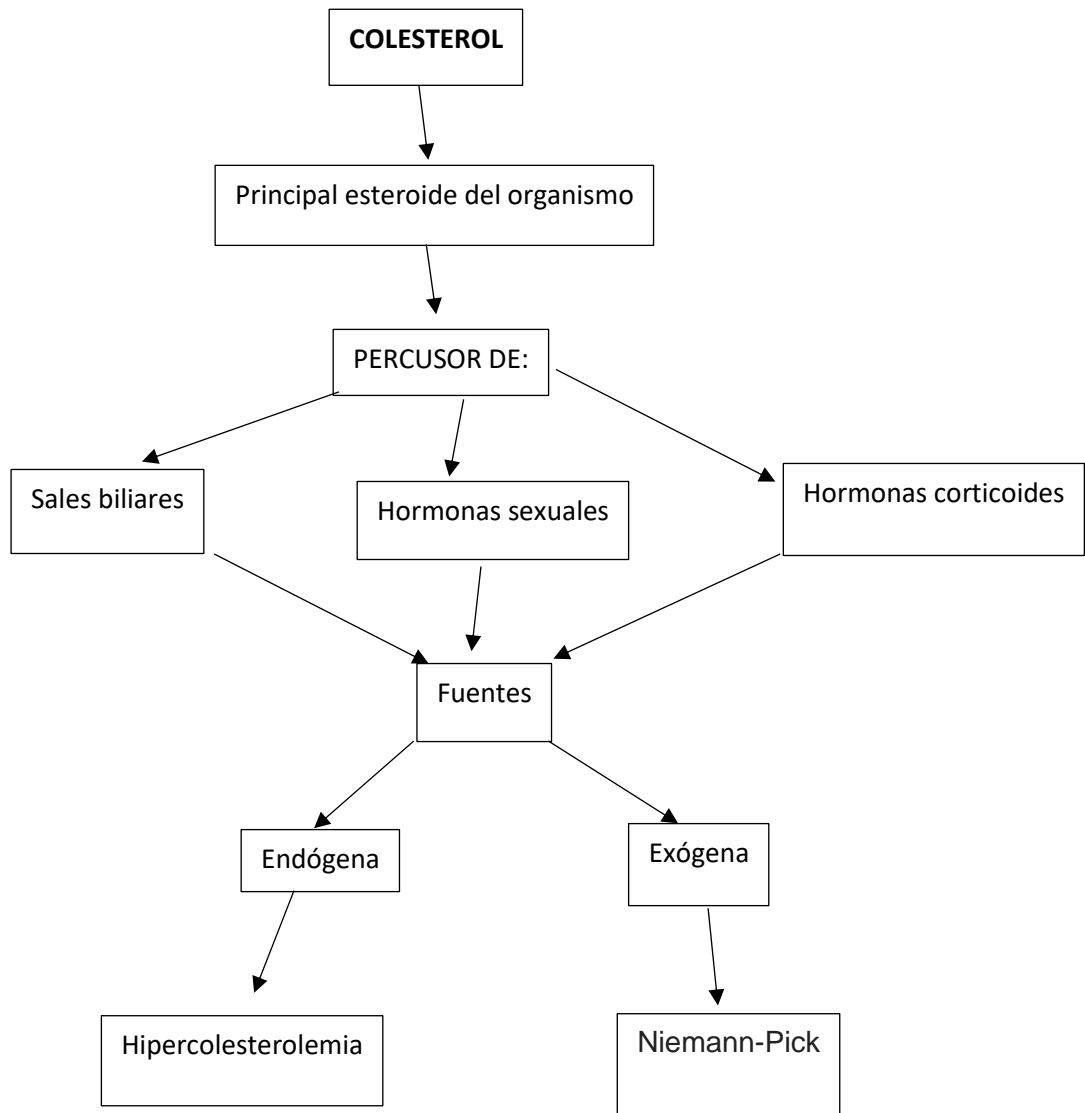 COLESTEROL
Principal esteroide del organismo
PERCUSOR DE:
Sales biliares
Hormonas sexuales
Hormonas corticoides
Fuentes
Endógena
Exógena
Hipercolesterolemia
Niemann-Pick